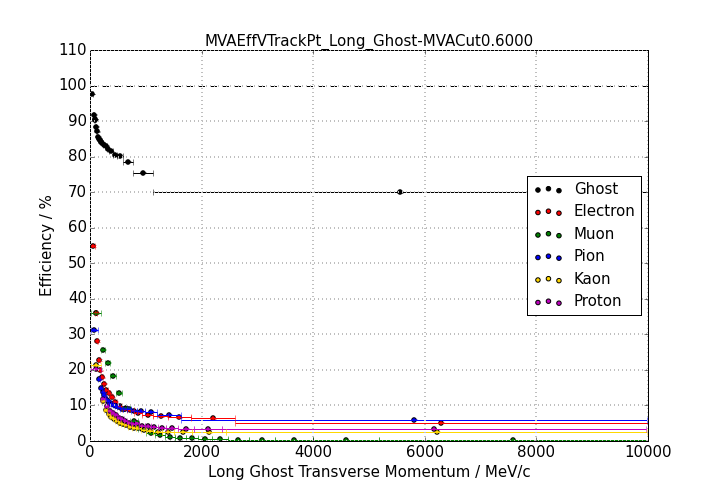 MVAEffVTrackPt_Long_Ghost-MVACut0.6000
110
100
90
80
70
60
50
40
30
20
10
0
Efficiency / %
Ghost
Electron
Muon
Pion
Kaon
Proton
0 2000 4000 6000 8000 10000
Long Ghost Transverse Momentum / MeV/c